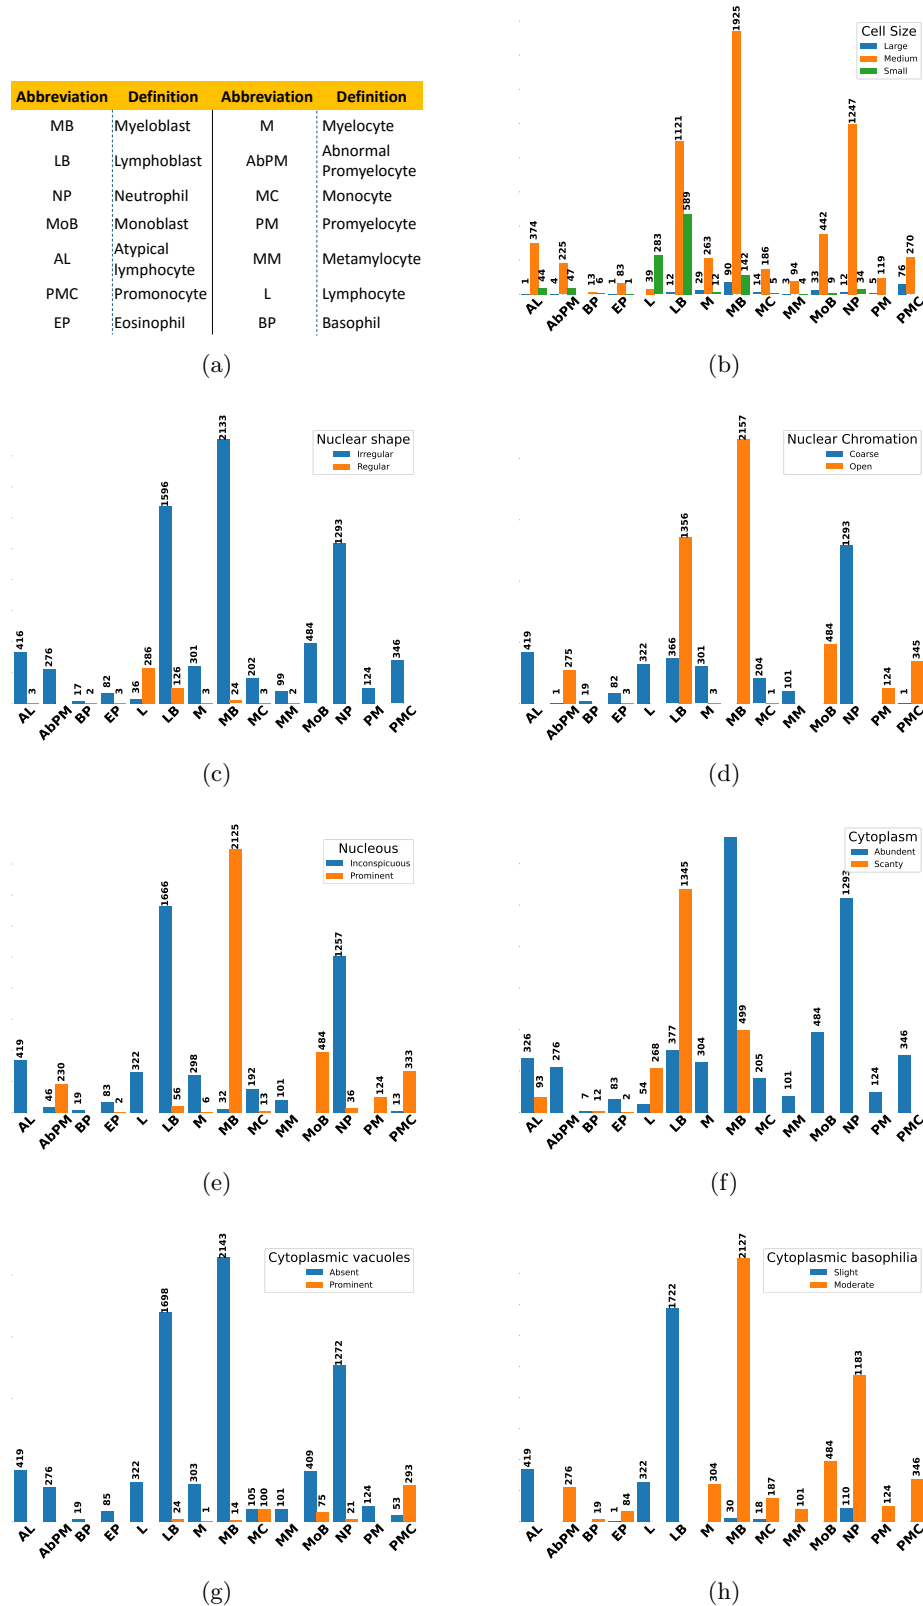 Abbreviation Definition Abbreviation Definition
MB Myeloblast M Myelocyte
LB Lymphoblast AbPM Abnormal Promyelocyte
NP Neutrophil MC Monocyte
MoB Monoblast PM Promyelocyte
AL Atypical lymphocyte MM Metamylocyte
PMC Promonocyte L Lymphocyte
EP Eosinophil BP Basophil
(a)
Cell Size
Large
Medium
Small
1 374 44 4 225 47 13 6 1 83 1 39 283 12 1121 589 29 263 12 90 1925 142 14 186 5 3 94 4 33 442 9 12 1247 34 5 119 76 270
AL AbPM BP EP L LB M MB MC MM MoB NP PM PMC
(b)
Nuclear shape
Irregular
Regular
416 3 276 17 2 82 3 36 286 1596 126 301 3 2133 24 202 3 99 2 484 1293 124 346
AL AbPM BP EP L LB M MB MC MM MoB NP PM PMC
(c)
Nuclear Chromation
Coarse
Open
419 1 275 19 82 3 322 366 1356 301 3 2157 204 1 101 484 1293 124 1 345
AL AbPM BP EP L LB M MB MC MM MoB NP PM PMC
(d)
Nucleous
Inconspicuous
Prominent
419 46 230 19 83 2 322 1666 56 298 6 32 2125 192 13 101 484 1257 36 124 13 333
AL AbPM BP EP L LB M MB MC MM MoB NP PM PMC
(e)
Cytoplasm
Abundent
Scanty
326 93 276 7 12 83 2 54 268 377 1345 304 499 205 101 484 1293 124 346
AL AbPM BP EP L LB M MB MC MM MoB NP PM PMC
(f)
Cytoplasmic vacuoles
Absent
Prominent
419 276 19 85 322 1698 24 303 1 2143 14 105 100 101 409 75 1272 21 124 53 293
AL AbPM BP EP L LB M MB MC MM MoB NP PM PMC
(g)
Cytoplasmic basophilia
Slight
Moderate
419 276 19 1 84 322 1722 304 30 2127 18 187 101 484 110 1183 124 346
AL AbPM BP EP L LB M MB MC MM MoB NP PM PMC
(h)